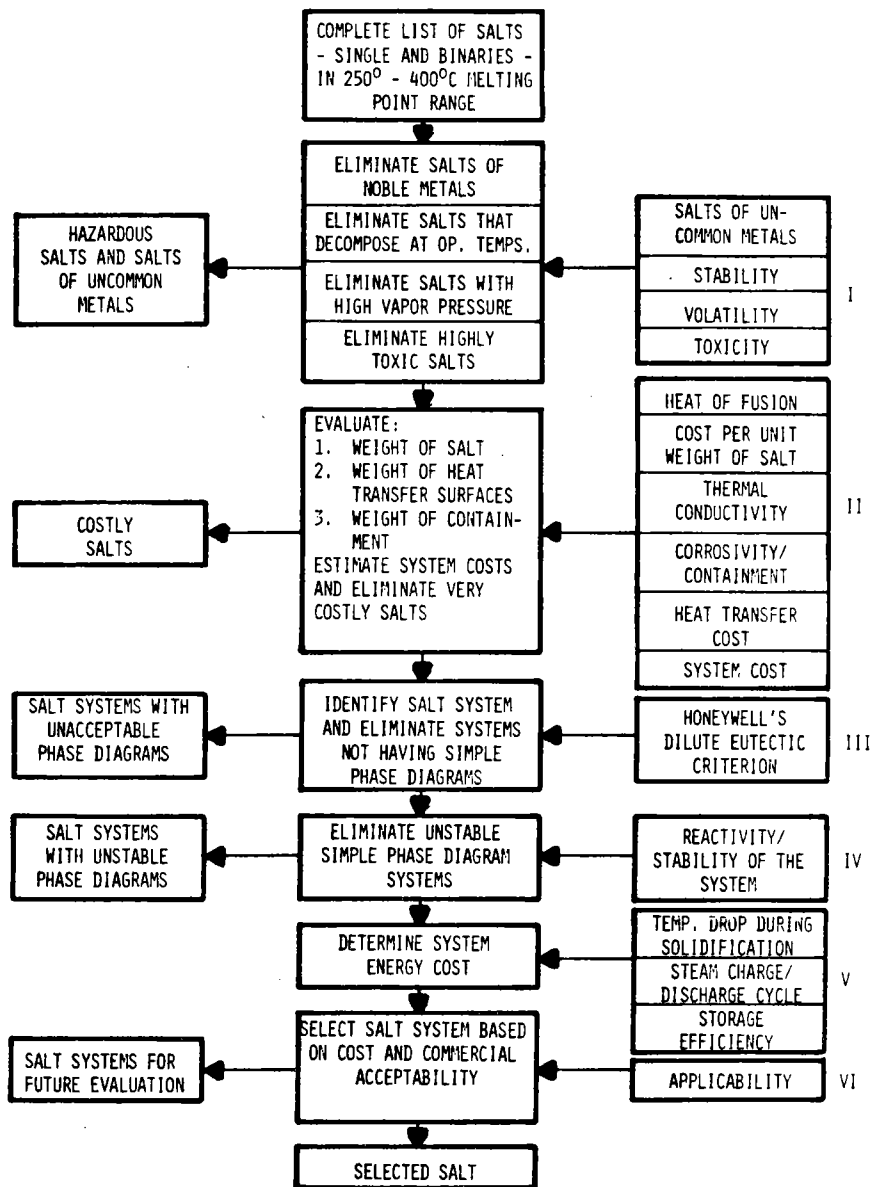 COMPLETE LIST OF SALTS
- SINGLE AND BINARIES -
IN 250⁰ - 400⁰C MELTING
POINT RANGE
ELIMINATE SALTS OF
NOBLE METALS
ELIMINATE SALTS THAT
DECOMPOSE AT OP. TEMPS.
ELIMINATE SALTS WITH
HIGH VAPOR PRESSURE
ELIMINATE HIGHLY
TOXIC SALTS
HAZARDOUS
SALTS AND SALTS
OF UNCOMMON
METALS
SALTS OF UN-
COMMON METALS
STABILITY
VOLATILITY
TOXICITY
I
EVALUATE:
1. WEIGHT OF SALT
2. WEIGHT OF HEAT
TRANSFER SURFACES
3. WEIGHT OF CONTAIN-
MENT
ESTIMATE SYSTEM COSTS
AND ELIMINATE VERY
COSTLY SALTS
COSTLY
SALTS
HEAT OF FUSION
COST PER UNIT
WEIGHT OF SALT
THERMAL
CONDUCTIVITY
CORROSIVITY/
CONTAINMENT
HEAT TRANSFER
COST
SYSTEM COST
II
IDENTIFY SALT SYSTEM
AND ELIMINATE SYSTEMS
NOT HAVING SIMPLE
PHASE DIAGRAMS
SALT SYSTEMS WITH
UNACCEPTABLE
PHASE DIAGRAMS
HONEYWELL'S
DILUTE EUTECTIC
CRITERION
III
ELIMINATE UNSTABLE
SIMPLE PHASE DIAGRAM
SYSTEMS
SALT SYSTEMS
WITH UNSTABLE
PHASE DIAGRAMS
REACTIVITY/
STABILITY OF THE
SYSTEM
IV
DETERMINE SYSTEM
ENERGY COST
TEMP. DROP DURING
SOLIDIFICATION
STEAM CHARGE/
DISCHARGE CYCLE
STORAGE
EFFICIENCY
V
SELECT SALT SYSTEM BASED
ON COST AND COMMERCIAL
ACCEPTABILITY
SALT SYSTEMS FOR
FUTURE EVALUATION
APPLICABILITY
VI
SELECTED SALT